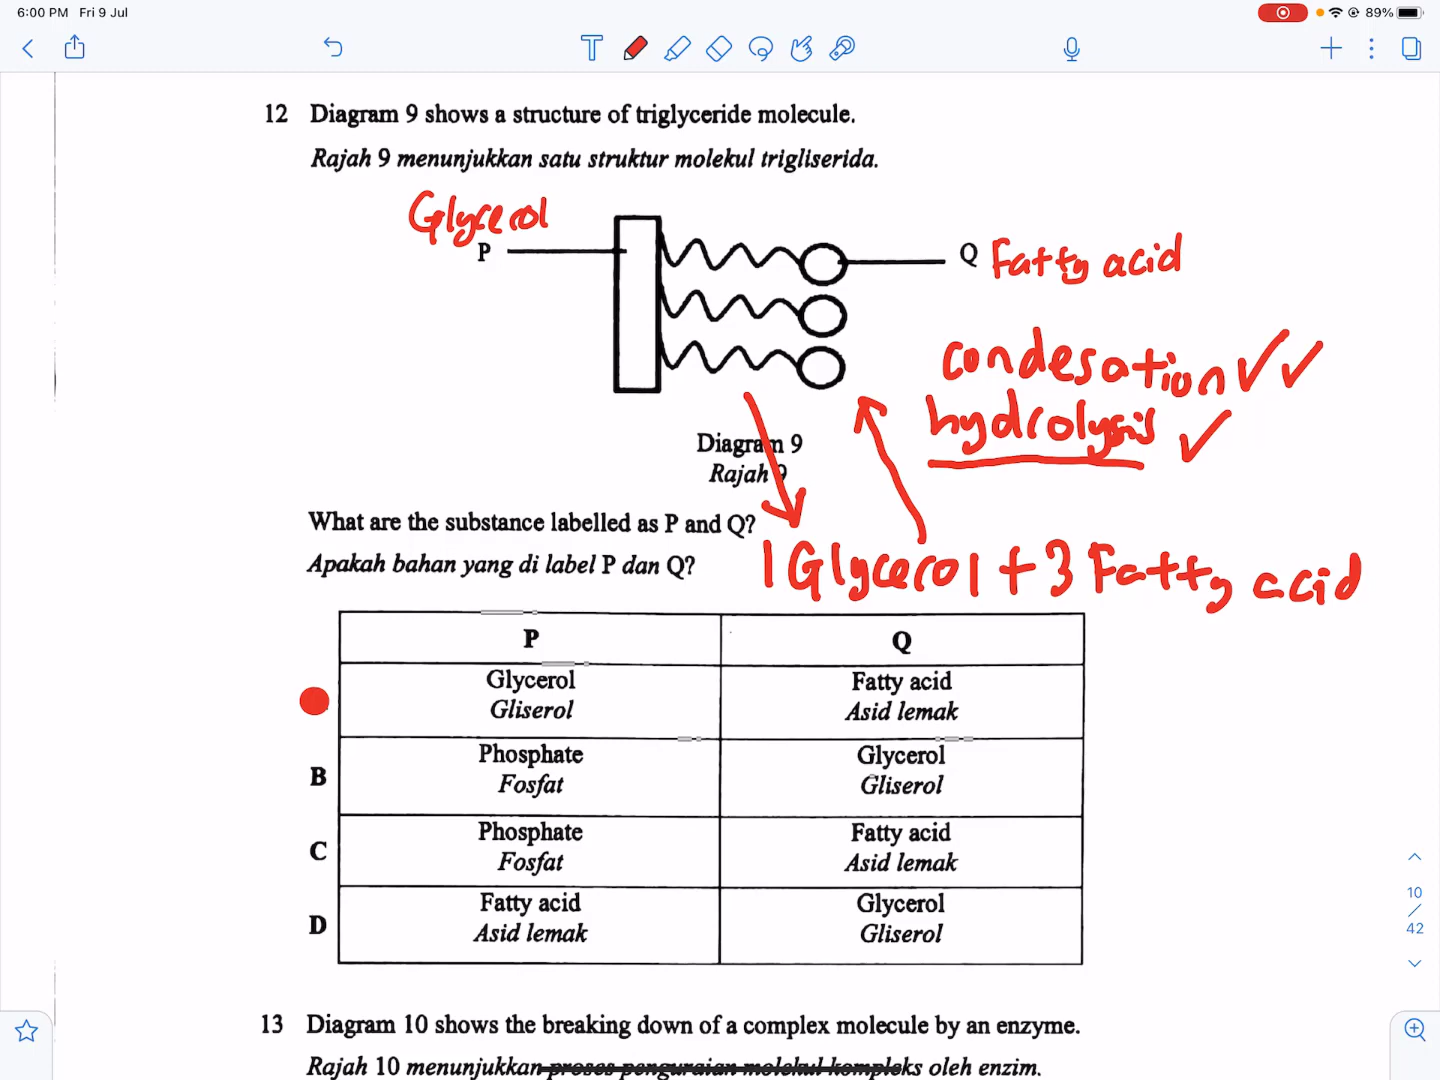 6:00 PM Fri 9 Jul
89%
T
12 Diagram 9 shows a structure of triglyceride molecule.
Rajah 9 menunjukkan satu struktur molekul trigliserida.
Glycerol
P
Q Fatty acid
condesation ✓✓
hydrolysis ✓
Diagram 9
Rajah 9
What are the substance labelled as P and Q?
Apakah bahan yang di label P dan Q?
1 Glycerol + 3 Fatty acid
P Q
Glycerol Fatty acid
Gliserol Asid lemak
B Phosphate Glycerol
Fosfat Gliserol
C Phosphate Fatty acid
Fosfat Asid lemak
D Fatty acid Glycerol
Asid lemak Gliserol
10
/
42
13 Diagram 10 shows the breaking down of a complex molecule by an enzyme.
Rajah 10 menunjukkan proses penguraian molekul kompleks oleh enzim.